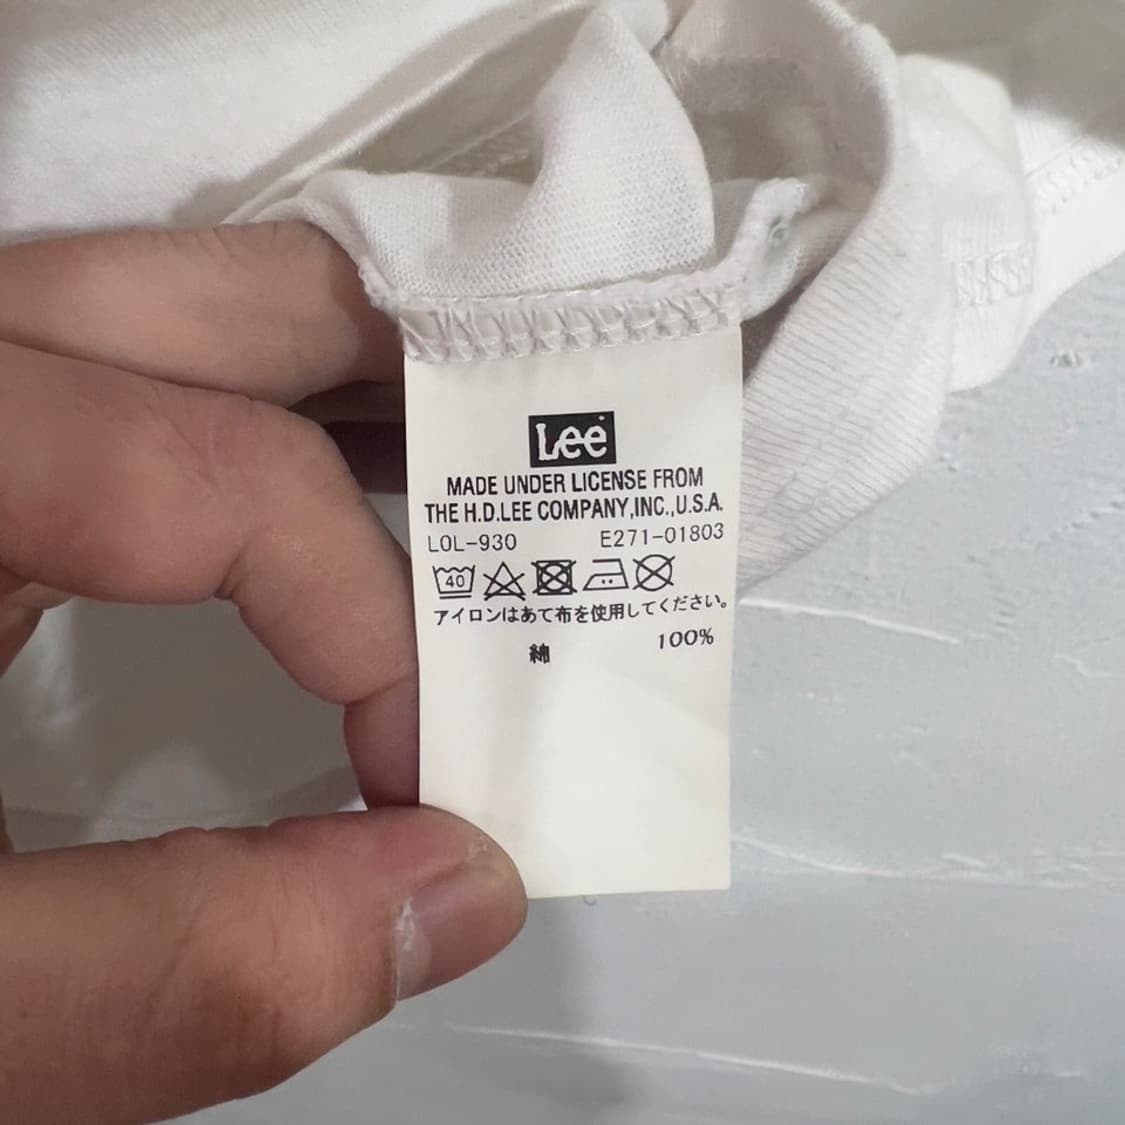 Lee
MADE UNDER LICENSE FROM
THE H.D.LEE COMPANY,INC.,U.S.A.
LOL-930 E271-01803
40
アイロンはあて布を使用してください。
綿 100%